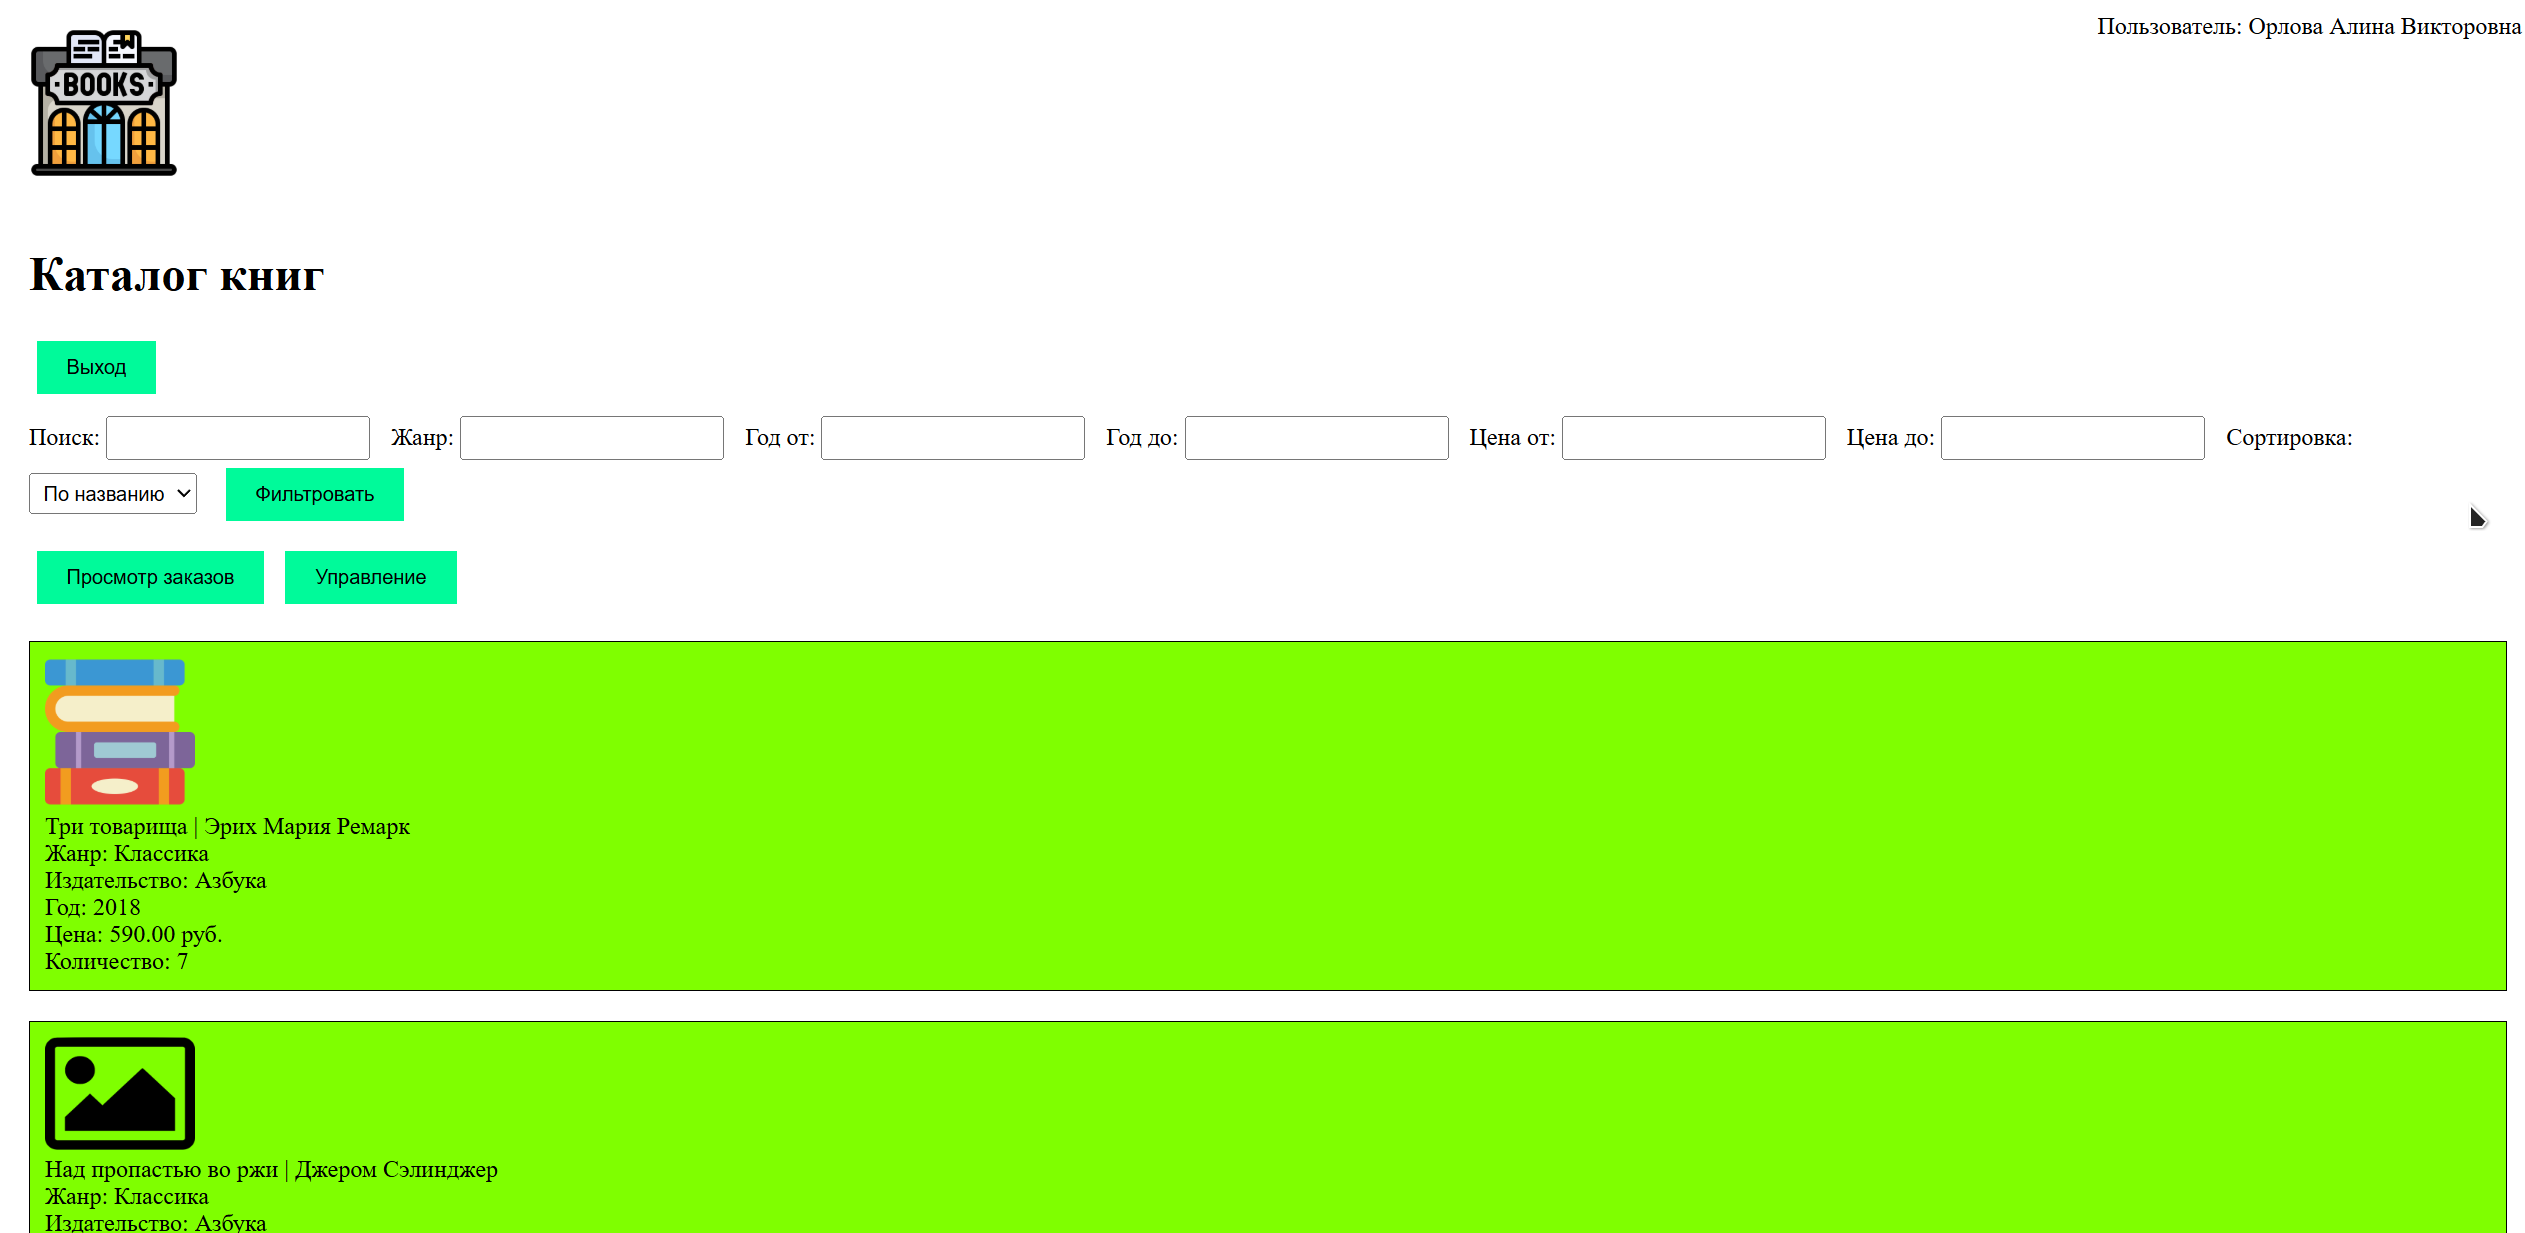 Пользователь: Орлова Алина Викторовна
BOOKS
Каталог книг
Выход
Поиск: Жанр: Год от: Год до: Цена от: Цена до: Сортировка:
По названию Фильтровать
Просмотр заказов Управление
Три товарища | Эрих Мария Ремарк
Жанр: Классика
Издательство: Азбука
Год: 2018
Цена: 590.00 руб.
Количество: 7
Над пропастью во ржи | Джером Сэлинджер
Жанр: Классика
Издательство: Азбука